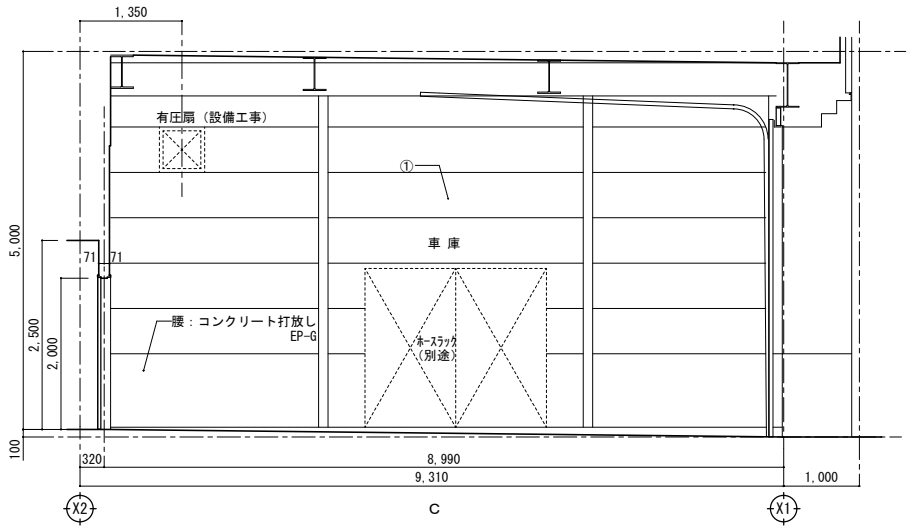 1,350
有圧扇（設備工事）
①
車 庫
5,000
71
71
2,500
2,000
腰：コンクリート打放し
EP-G
ホースラック
（別途）
100
320
8,990
9,310
1,000
X2
C
X1